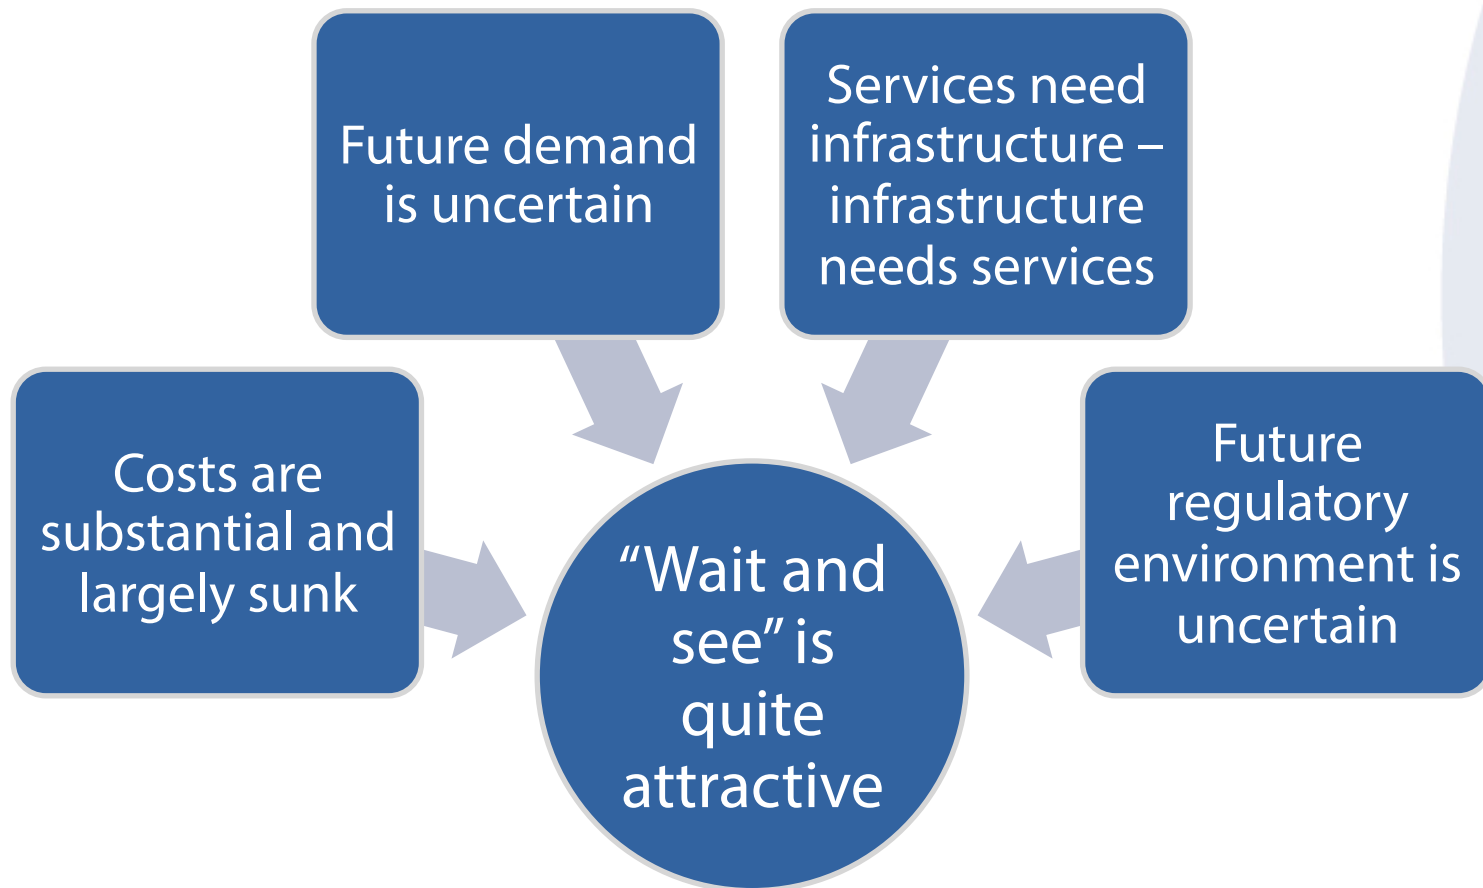 Future demand
is uncertain
Services need
infrastructure –
infrastructure
needs services
Costs are
substantial and
largely sunk
Future
regulatory
environment is
uncertain
“Wait and
see” is
quite
attractive